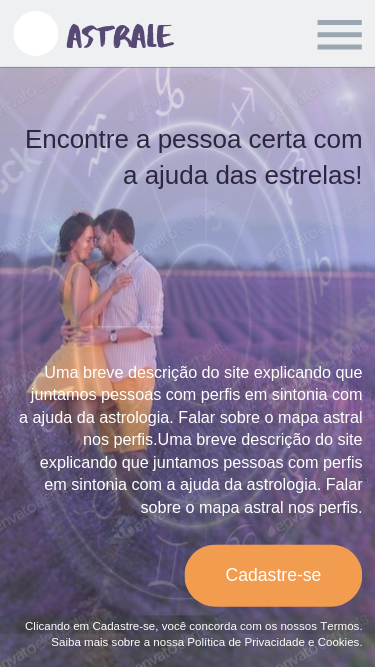 ASTRALE
Encontre a pessoa certa com
a ajuda das estrelas!
Uma breve descrição do site explicando que
juntamos pessoas com perfis em sintonia com
a ajuda da astrologia. Falar sobre o mapa astral
nos perfis.Uma breve descrição do site
explicando que juntamos pessoas com perfis
em sintonia com a ajuda da astrologia. Falar
sobre o mapa astral nos perfis.
Cadastre-se
Clicando em Cadastre-se, você concorda com os nossos Termos.
Saiba mais sobre a nossa Política de Privacidade e Cookies.